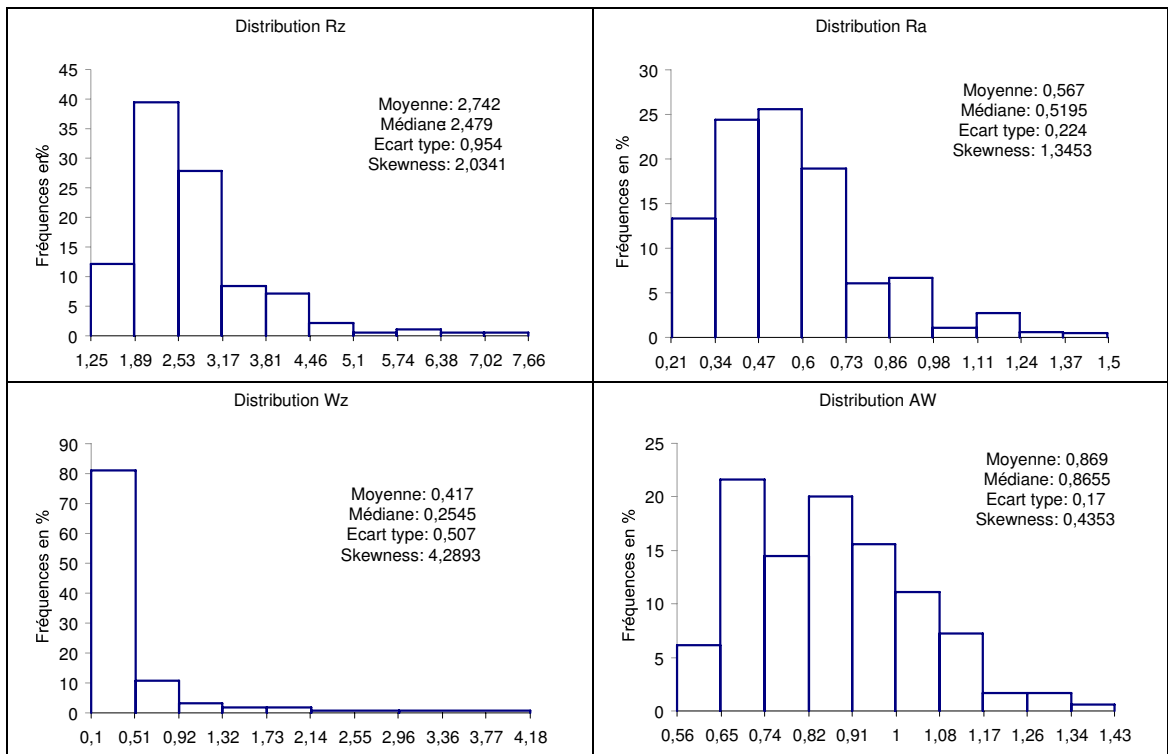 Distribution Rz
Fréquences en%
45
40
35
30
25
20
15
10
5
0
Moyenne: 2,742
Médiane: 2,479
Ecart type: 0,954
Skewness: 2,0341
1,25 1,89 2,53 3,17 3,81 4,46 5,1 5,74 6,38 7,02 7,66
Distribution Ra
Fréquences en %
30
25
20
15
10
5
0
Moyenne: 0,567
Médiane: 0,5195
Ecart type: 0,224
Skewness: 1,3453
0,21 0,34 0,47 0,6 0,73 0,86 0,98 1,11 1,24 1,37 1,5
Distribution Wz
Fréquences en %
90
80
70
60
50
40
30
20
10
0
Moyenne: 0,417
Médiane: 0,2545
Ecart type: 0,507
Skewness: 4,2893
0,1 0,51 0,92 1,32 1,73 2,14 2,55 2,96 3,36 3,77 4,18
Distribution AW
Fréquences en %
25
20
15
10
5
0
Moyenne: 0,869
Médiane: 0,8655
Ecart type: 0,17
Skewness: 0,4353
0,56 0,65 0,74 0,82 0,91 1 1,08 1,17 1,26 1,34 1,43